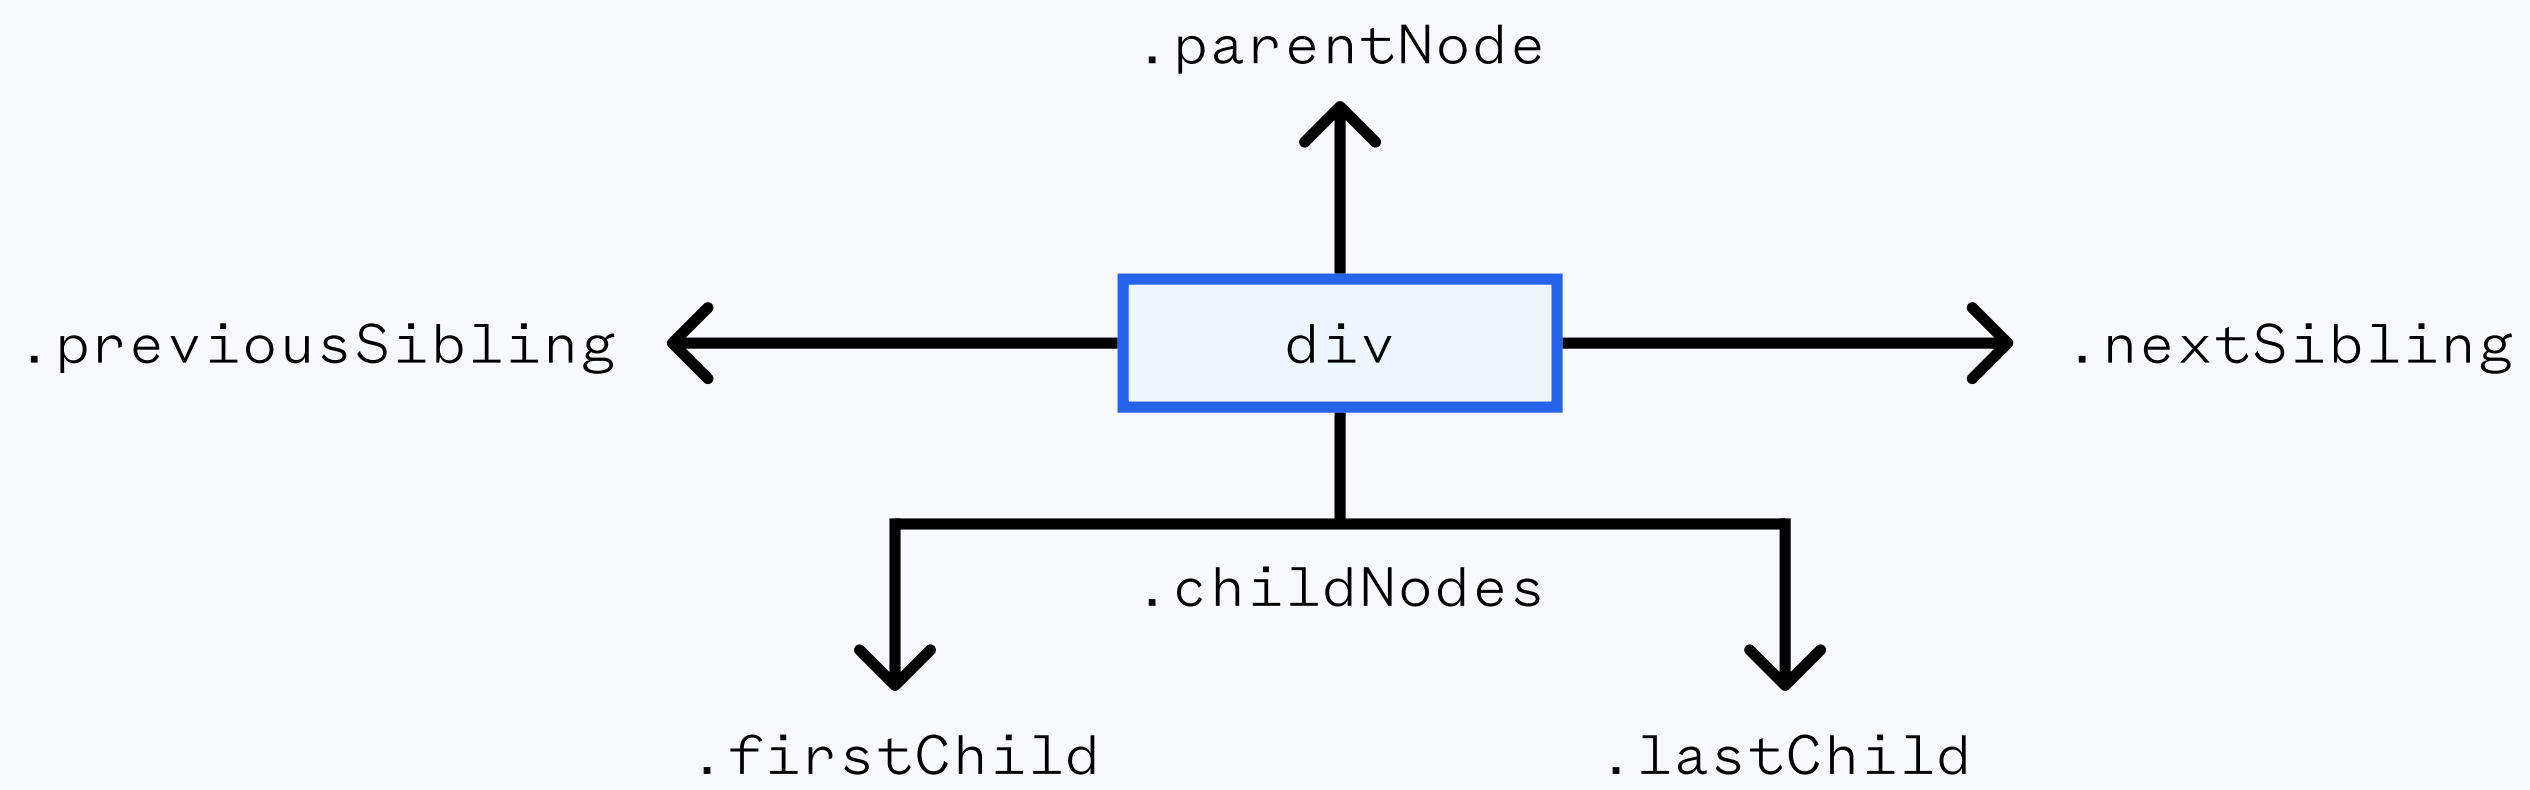 .parentNode
.previousSibling
div
.nextSibling
.childNodes
.firstChild
.lastChild